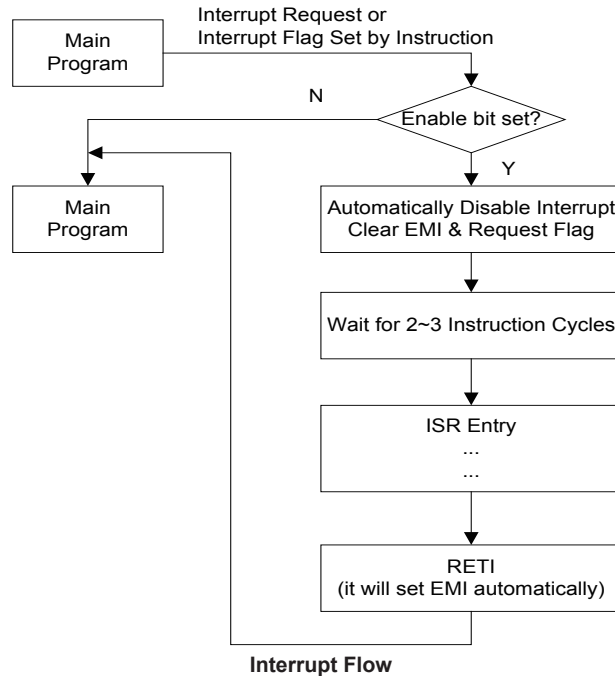 Interrupt Request or
Interrupt Flag Set by Instruction
Main
Program
Enable bit set?
N
Y
Main
Program
Automatically Disable Interrupt
Clear EMI & Request Flag
Wait for 2~3 Instruction Cycles
ISR Entry
...
...
RETI
(it will set EMI automatically)
Interrupt Flow